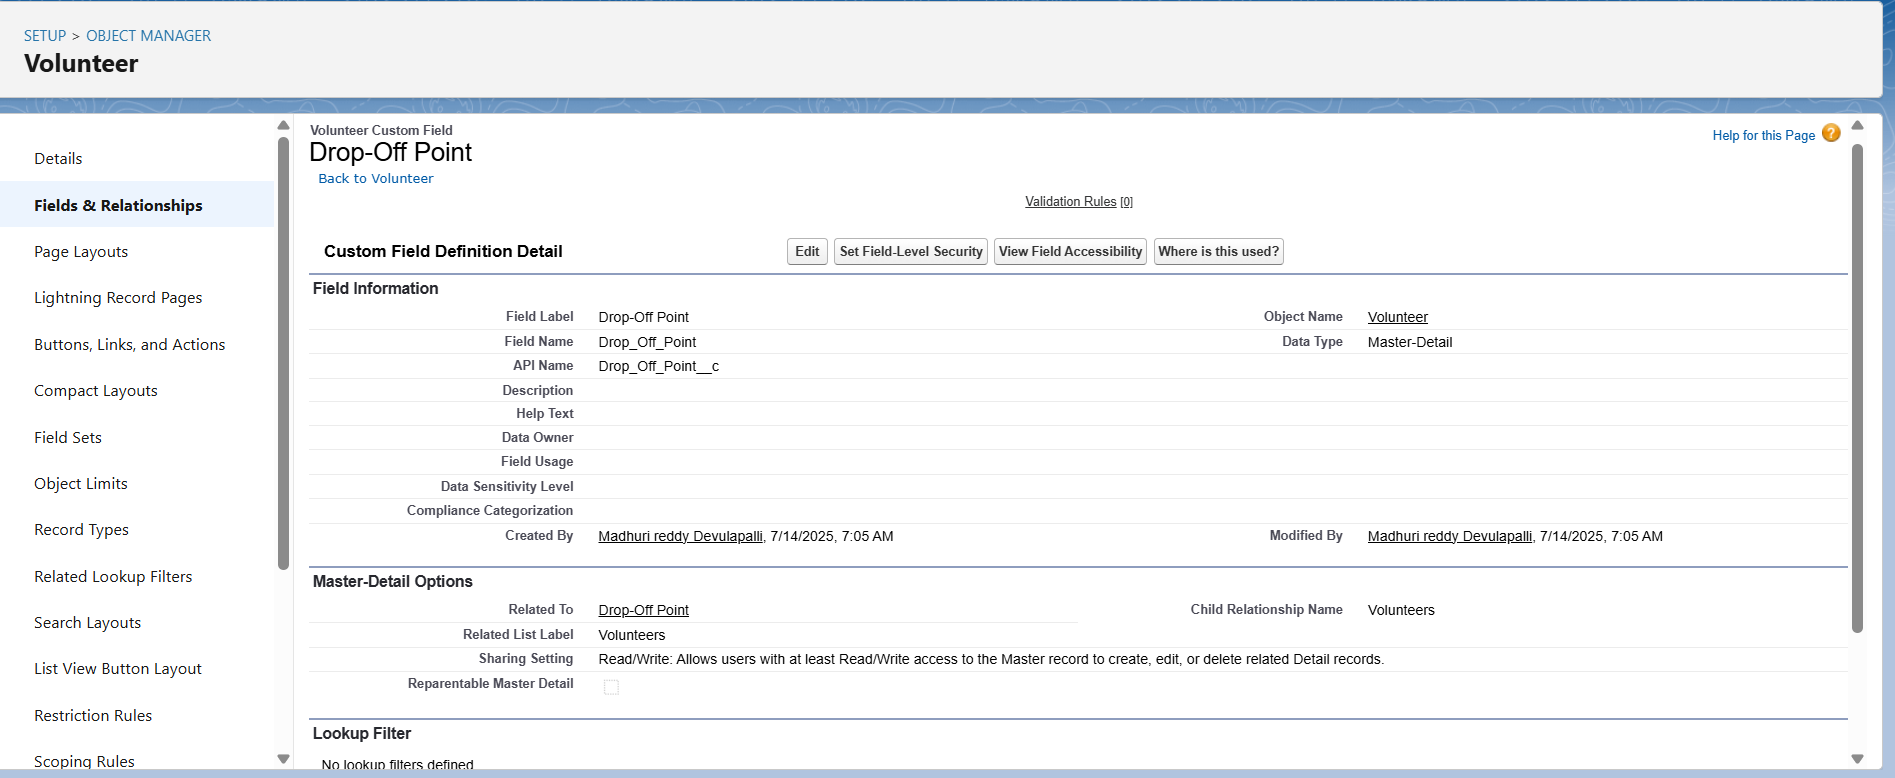 SETUP > OBJECT MANAGER
Volunteer
Details
Fields & Relationships
Page Layouts
Lightning Record Pages
Buttons, Links, and Actions
Compact Layouts
Field Sets
Object Limits
Record Types
Related Lookup Filters
Search Layouts
List View Button Layout
Restriction Rules
Scoping Rules
Volunteer Custom Field
Drop-Off Point
Back to Volunteer
Help for this Page ?
Validation Rules [0]
Custom Field Definition Detail Edit Set Field-Level Security View Field Accessibility Where is this used?
Field Information
Field Label Drop-Off Point Object Name Volunteer
Field Name Drop_Off_Point Data Type Master-Detail
API Name Drop_Off_Point__c
Description
Help Text
Data Owner
Field Usage
Data Sensitivity Level
Compliance Categorization
Created By Madhuri reddy Devulapalli, 7/14/2025, 7:05 AM Modified By Madhuri reddy Devulapalli, 7/14/2025, 7:05 AM
Master-Detail Options
Related To Drop-Off Point Child Relationship Name Volunteers
Related List Label Volunteers
Sharing Setting Read/Write: Allows users with at least Read/Write access to the Master record to create, edit, or delete related Detail records.
Reparentable Master Detail
Lookup Filter
No lookup filters defined